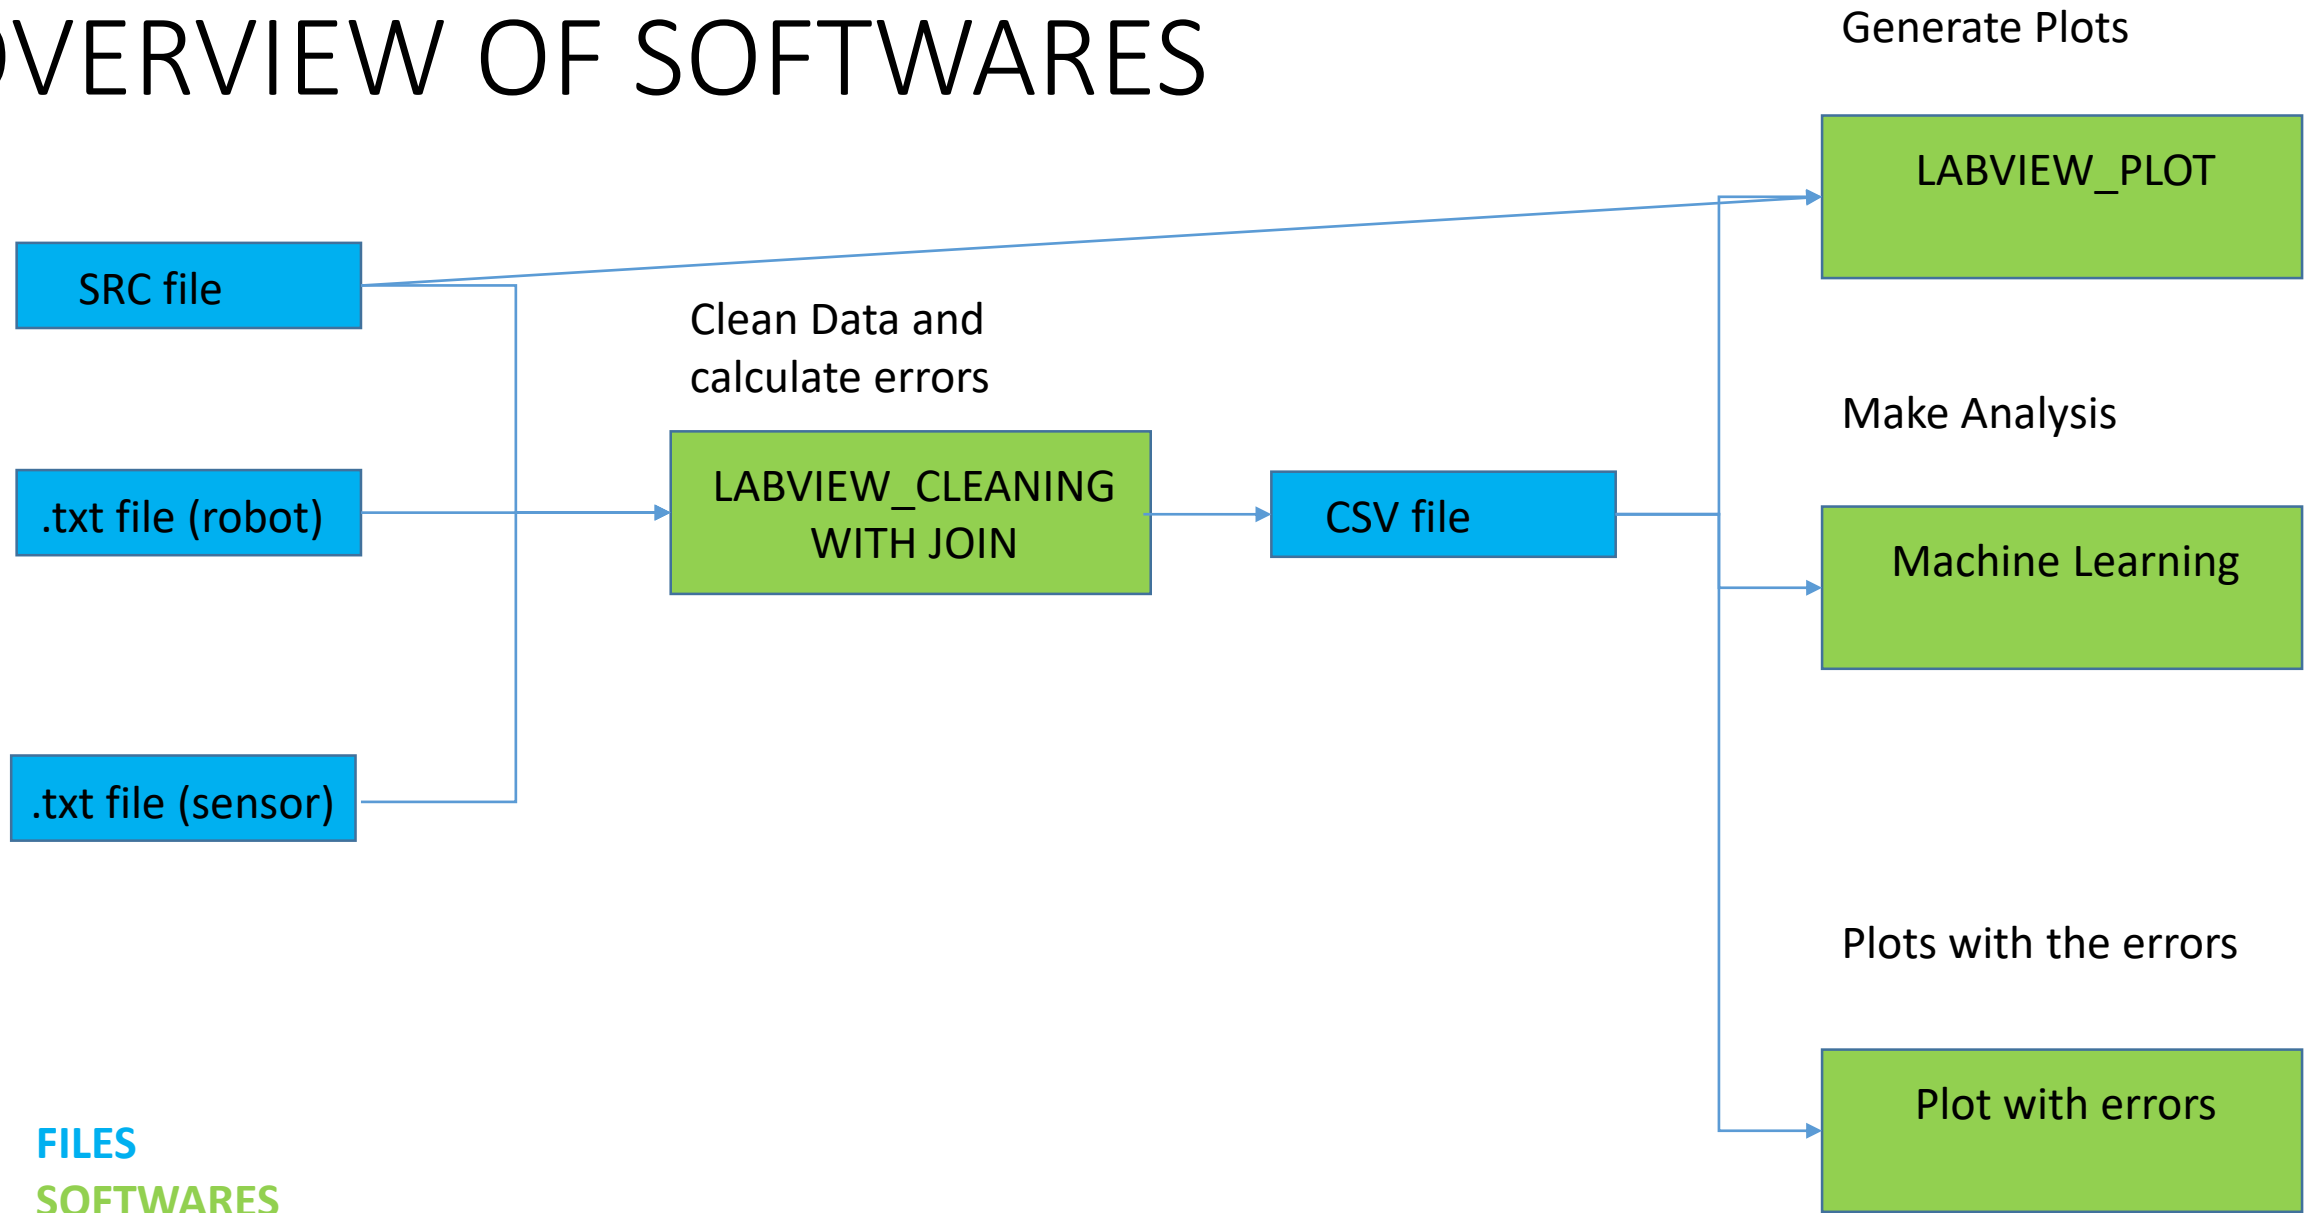 OVERVIEW OF SOFTWARES
Generate Plots
LABVIEW_PLOT
SRC file
Clean Data and
calculate errors
Make Analysis
LABVIEW_CLEANING
WITH JOIN
.txt file (robot)
CSV file
Machine Learning
.txt file (sensor)
Plots with the errors
Plot with errors
FILES
SOFTWARES